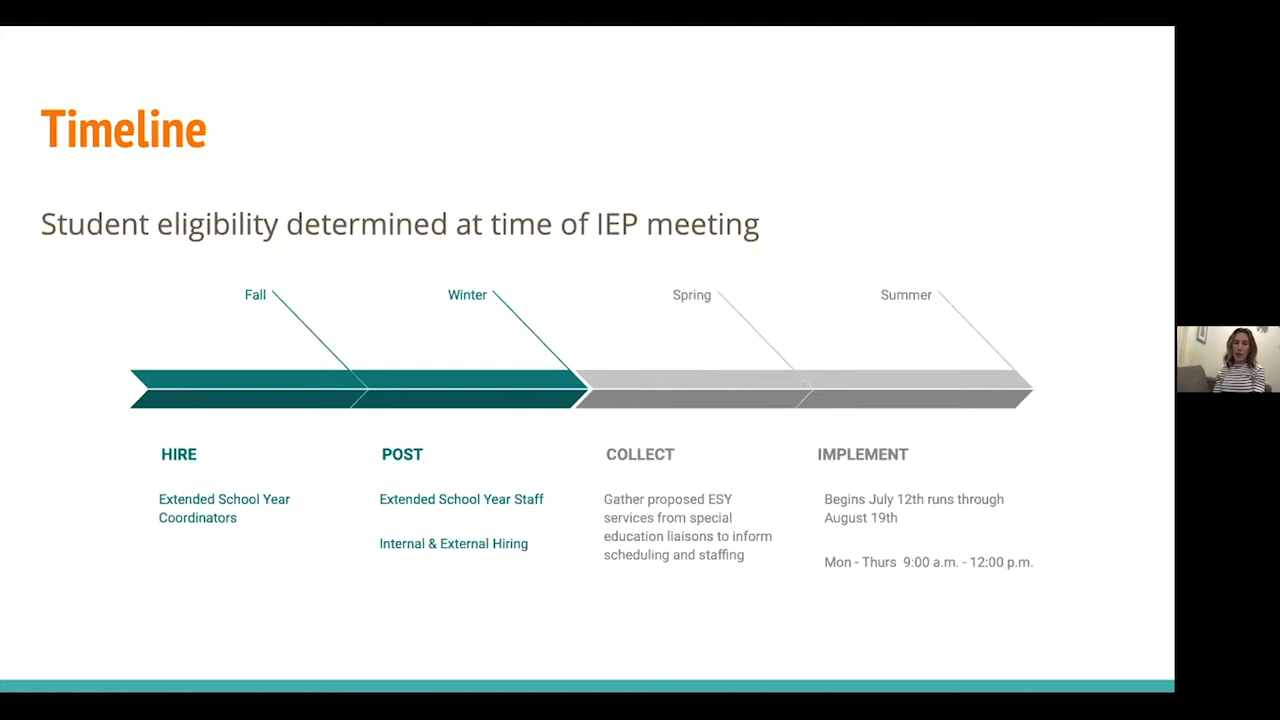 Timeline
Student eligibility determined at time of IEP meeting
Fall
Winter
Spring
Summer
HIRE
Extended School Year
Coordinators
POST
Extended School Year Staff
Internal & External Hiring
COLLECT
Gather proposed ESY
services from special
education liaisons to inform
scheduling and staffing
IMPLEMENT
Begins July 12th runs through
August 19th
Mon - Thurs 9:00 a.m. - 12:00 p.m.